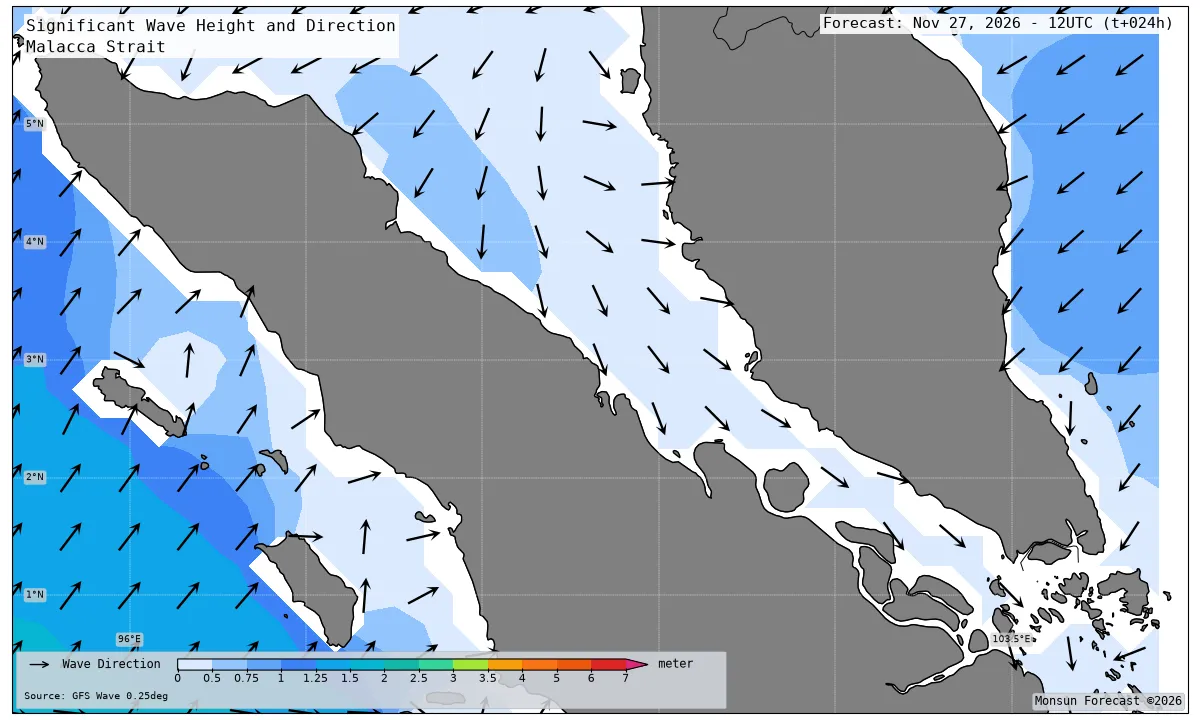 Significant Wave Height and Direction
Malacca Strait
Forecast: Nov 27, 2026 - 12UTC (t+024h)
5°N
4°N
3°N
2°N
1°N
96°E
103.5°E
Wave Direction
meter
0 0.5 0.75 1 1.25 1.5 2 2.5 3 3.5 4 5 6 7
Source: GFS Wave 0.25deg
Monsun Forecast ©2026